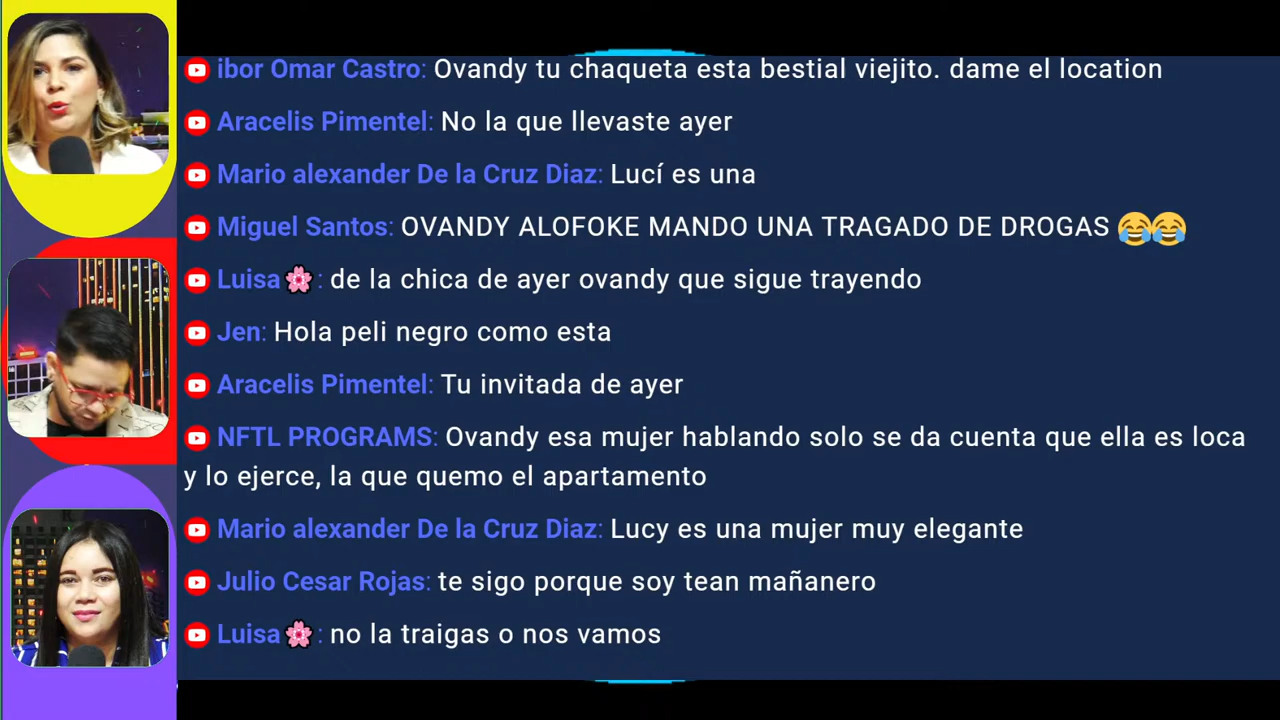 ibor Omar Castro: Ovandy tu chaqueta esta bestial viejito. dame el location
Aracelis Pimentel: No la que llevaste ayer
Mario alexander De la Cruz Diaz: Lucí es una
Miguel Santos: OVANDY ALOFOKE MANDO UNA TRAGADO DE DROGAS 😂😂
Luisa🌸: de la chica de ayer ovandy que sigue trayendo
Jen: Hola peli negro como esta
Aracelis Pimentel: Tu invitada de ayer
NFTL PROGRAMS: Ovandy esa mujer hablando solo se da cuenta que ella es loca
y lo ejerce, la que quemo el apartamento
Mario alexander De la Cruz Diaz: Lucy es una mujer muy elegante
Julio Cesar Rojas: te sigo porque soy tean mañanero
Luisa🌸: no la traigas o nos vamos